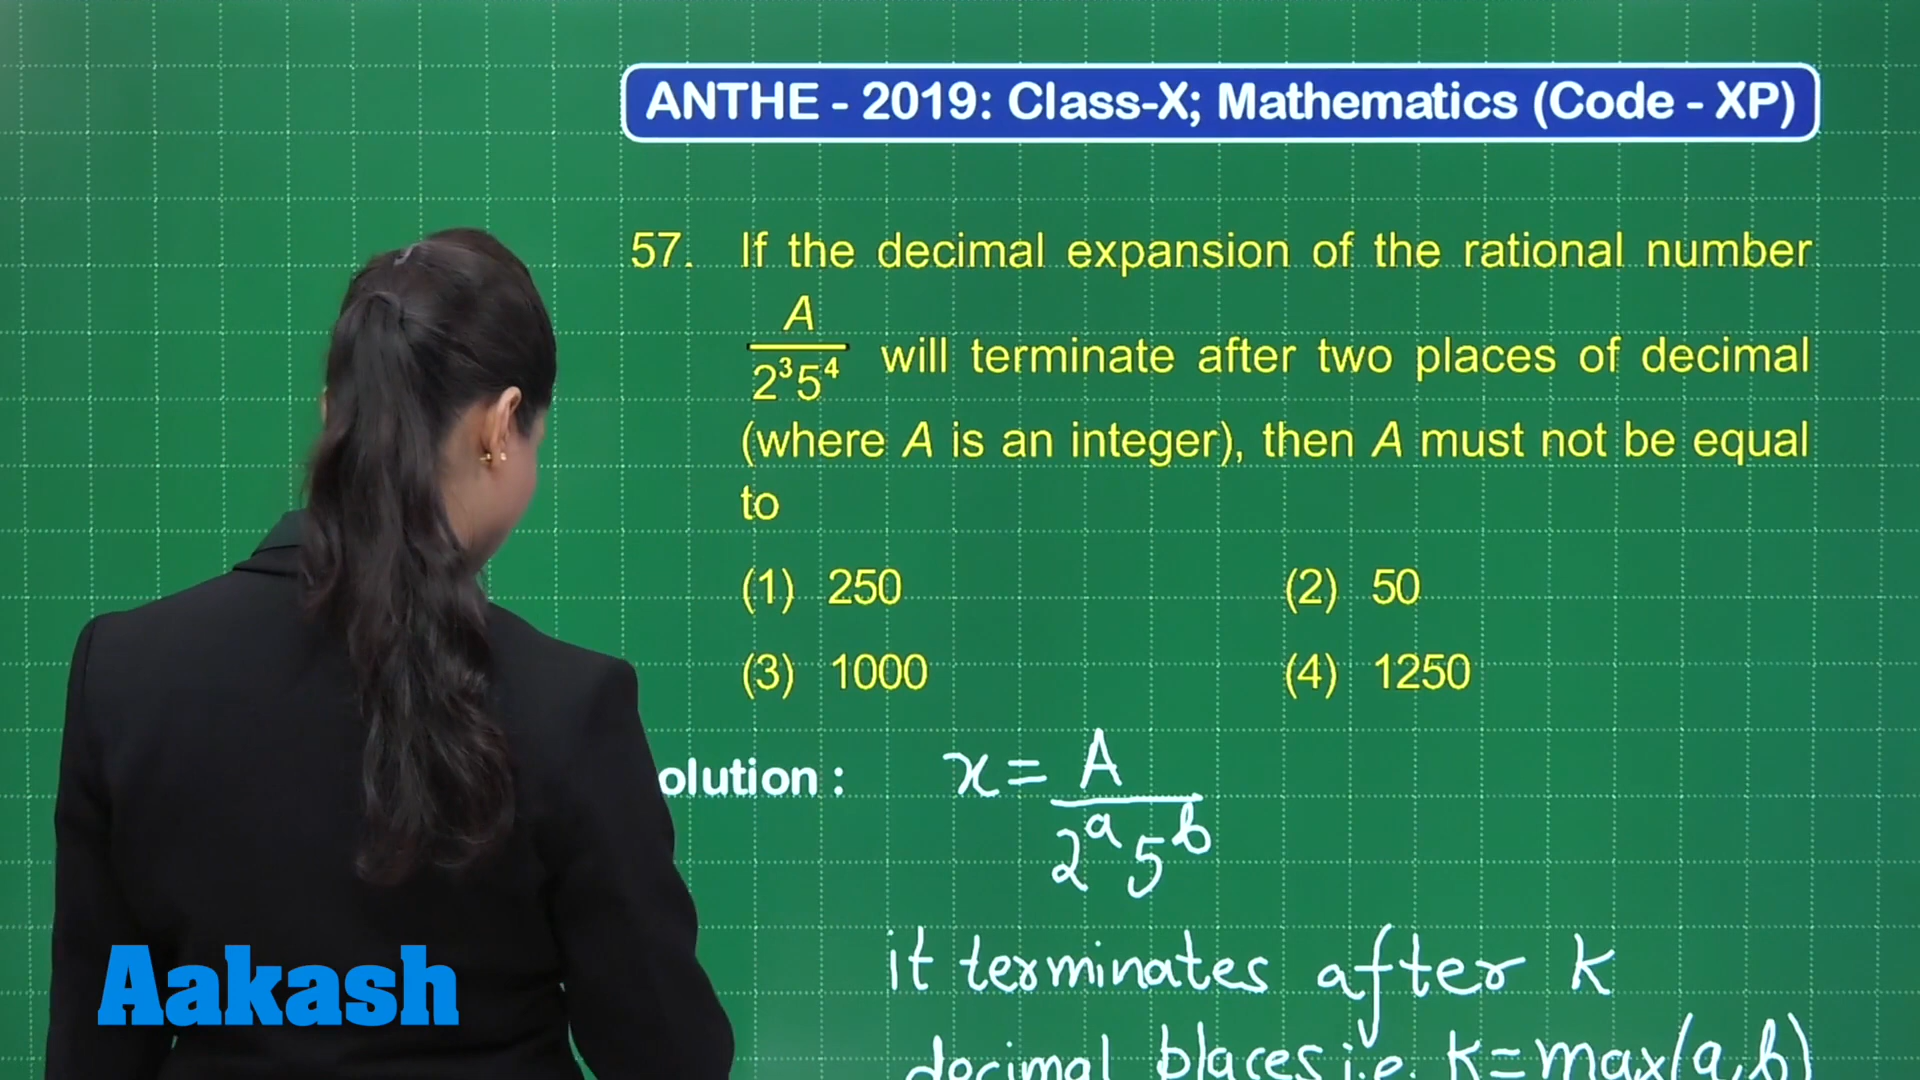 ANTHE - 2019: Class-X; Mathematics (Code - XP)
57. If the decimal expansion of the rational number
A
2³5⁴ will terminate after two places of decimal
(where A is an integer), then A must not be equal
to
(1) 250 (2) 50
(3) 1000 (4) 1250
olution : x = A
2ᵃ 5ᵇ
it terminates after k
decimal places i.e. k = max(a,b)
Aakash